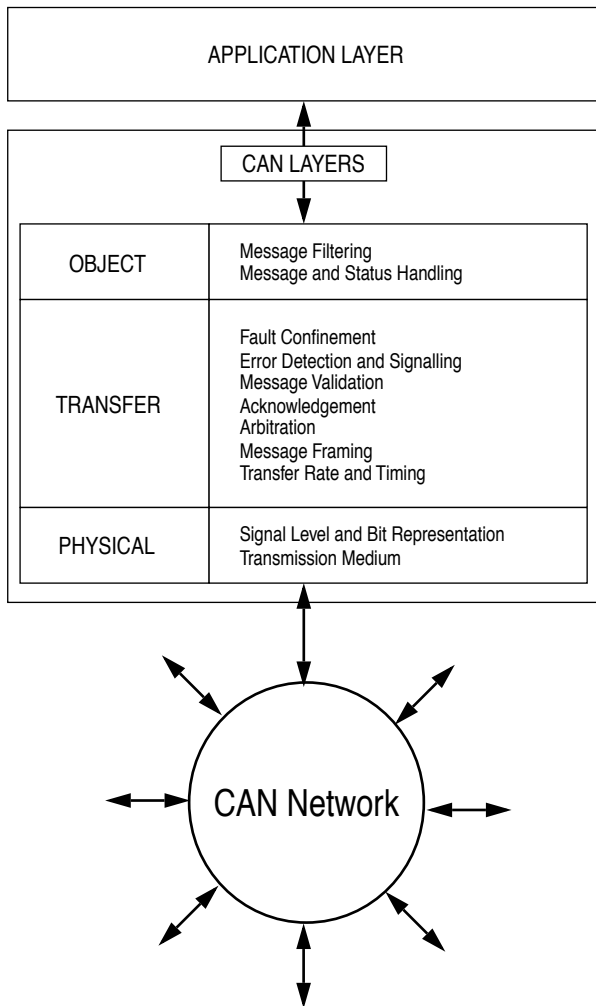 APPLICATION LAYER
CAN LAYERS
OBJECT
Message Filtering
Message and Status Handling
TRANSFER
Fault Confinement
Error Detection and Signalling
Message Validation
Acknowledgement
Arbitration
Message Framing
Transfer Rate and Timing
PHYSICAL
Signal Level and Bit Representation
Transmission Medium
CAN Network